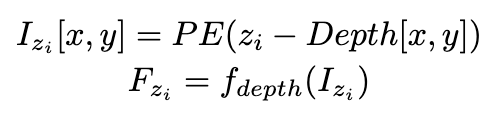 I_{z_i}[x, y] = PE(z_i − Depth[x, y])
F_{z_i} = f_{depth}(I_{z_i})